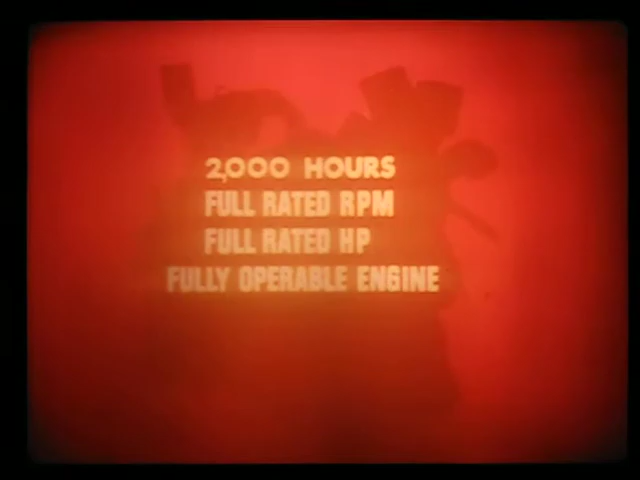 2,000 HOURS
FULL RATED RPM
FULL RATED HP
FULLY OPERABLE ENGINE